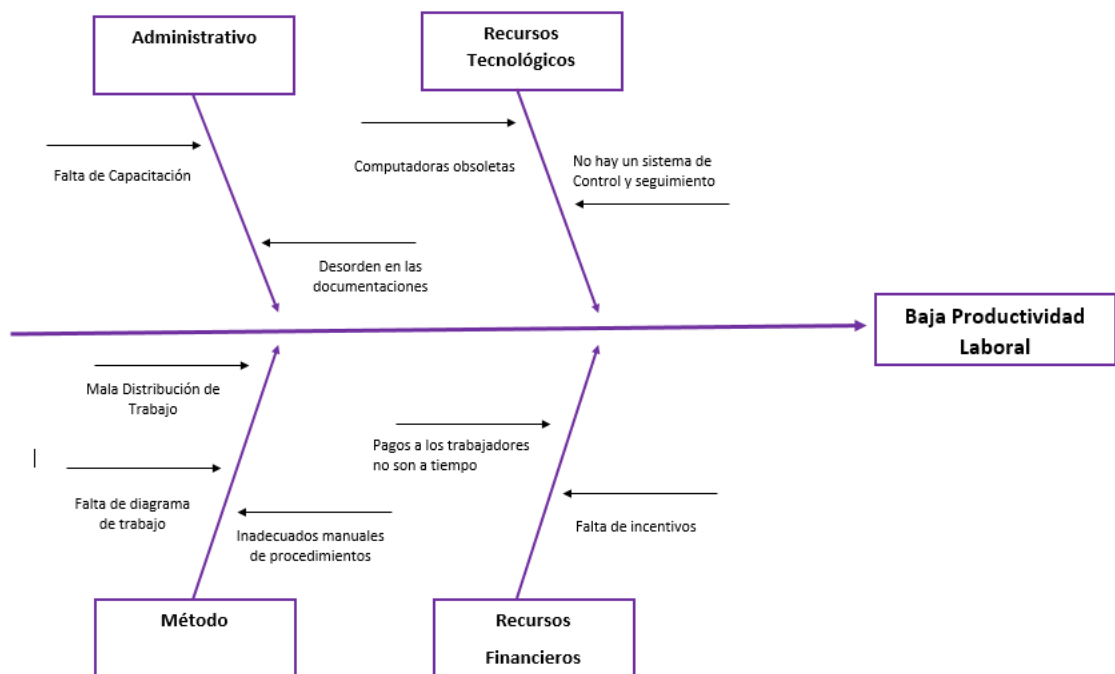 Administrativo
Recursos
Tecnológicos
Falta de Capacitación
Computadoras obsoletas
No hay un sistema de
Control y seguimiento
Desorden en las
documentaciones
Baja Productividad
Laboral
Mala Distribución de
Trabajo
Pagos a los trabajadores
no son a tiempo
Falta de diagrama
de trabajo
Inadecuados manuales
de procedimientos
Falta de incentivos
Método
Recursos
Financieros